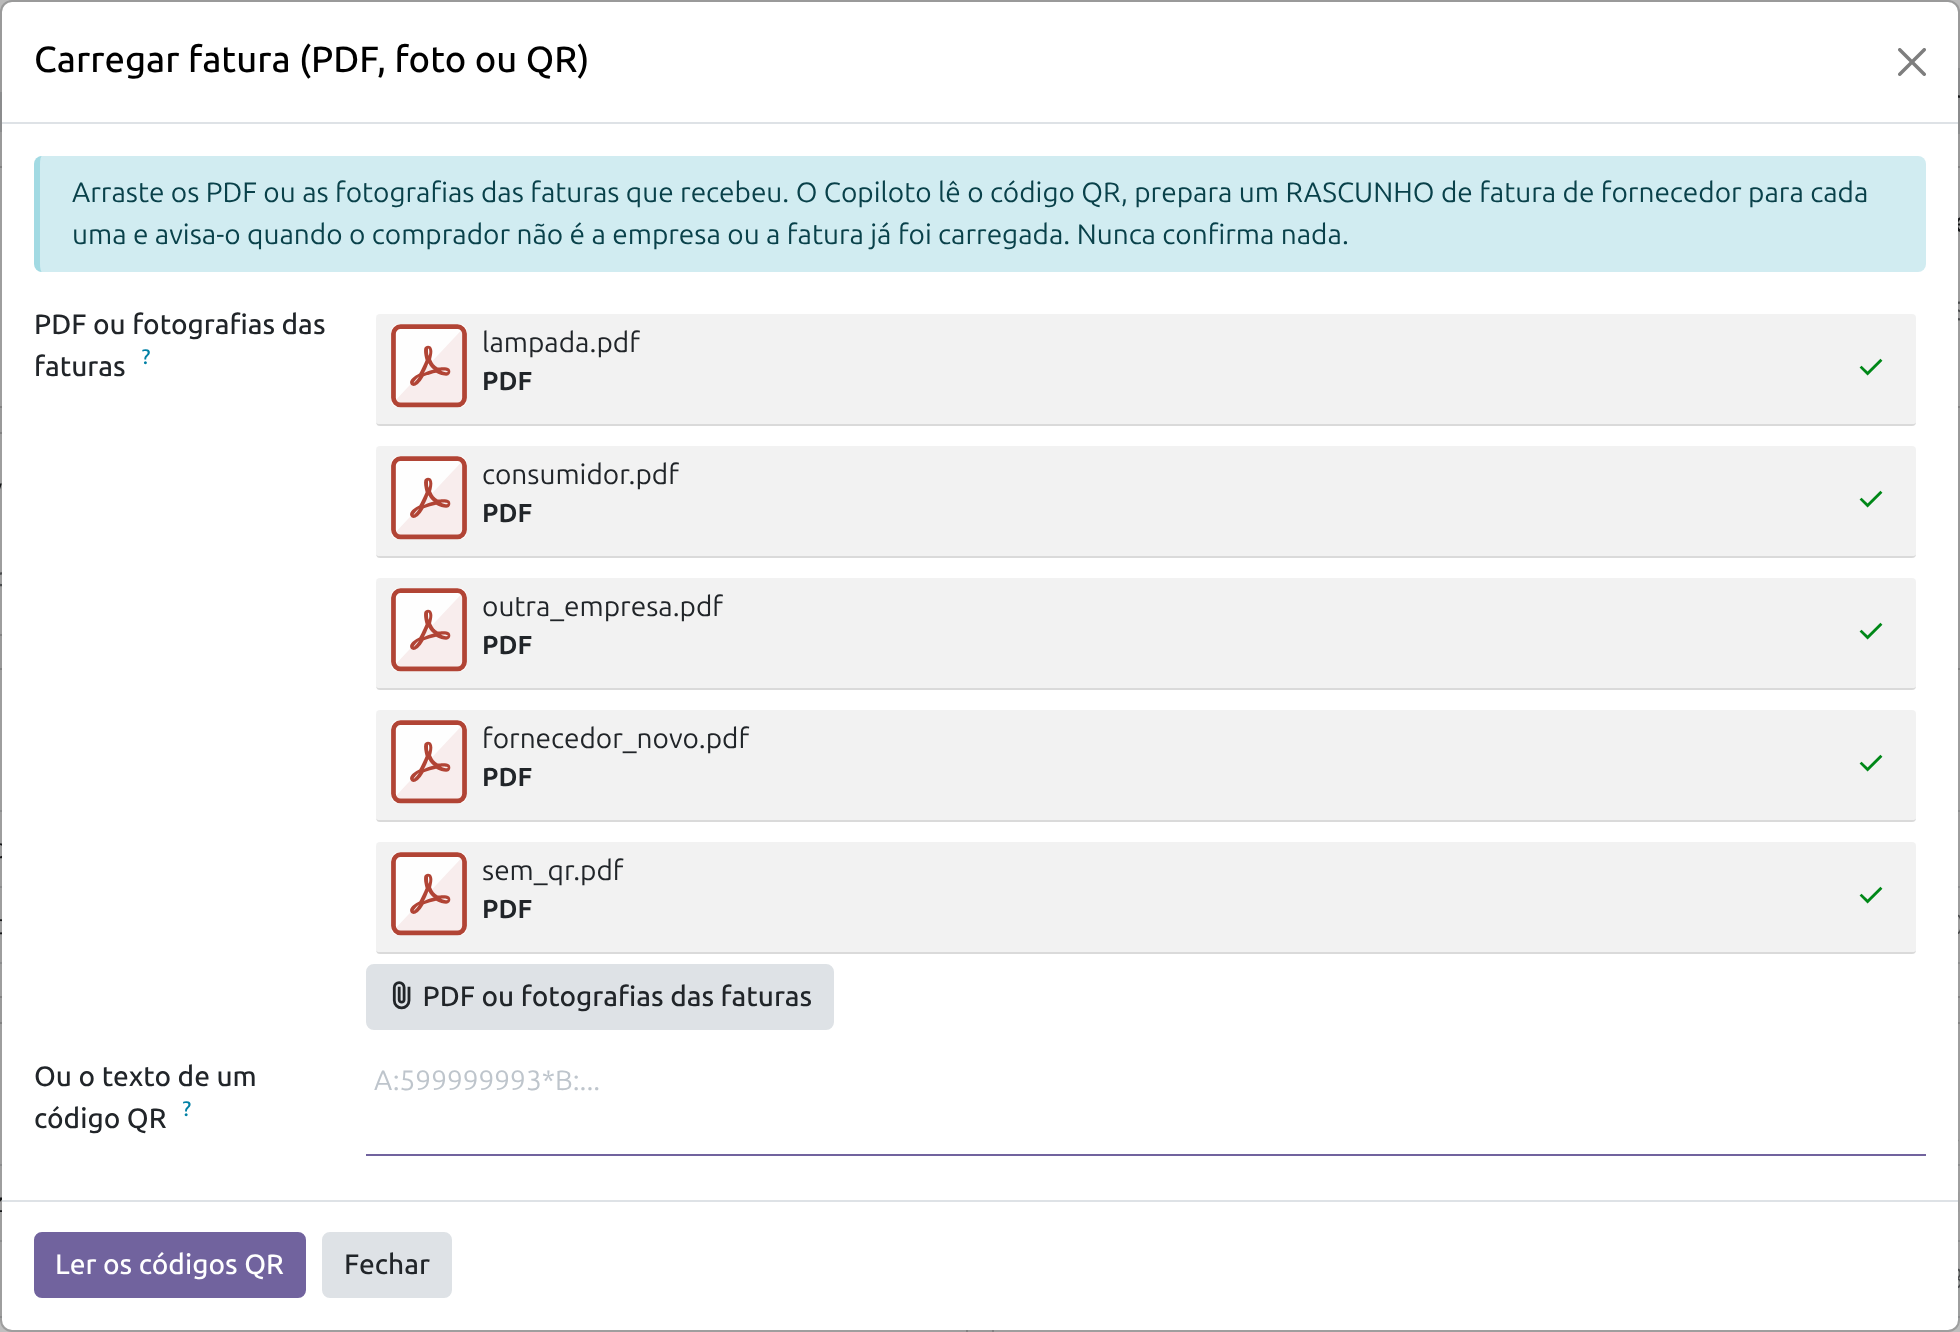 Carregar fatura (PDF, foto ou QR)
Arraste os PDF ou as fotografias das faturas que recebeu. O Copiloto lê o código QR, prepara um RASCUNHO de fatura de fornecedor para cada
uma e avisa-o quando o comprador não é a empresa ou a fatura já foi carregada. Nunca confirma nada.
PDF ou fotografias das
faturas ?
lampada.pdf
PDF
consumidor.pdf
PDF
outra_empresa.pdf
PDF
fornecedor_novo.pdf
PDF
sem_qr.pdf
PDF
PDF ou fotografias das faturas
Ou o texto de um
código QR ?
A:599999993*B:...
Ler os códigos QR
Fechar